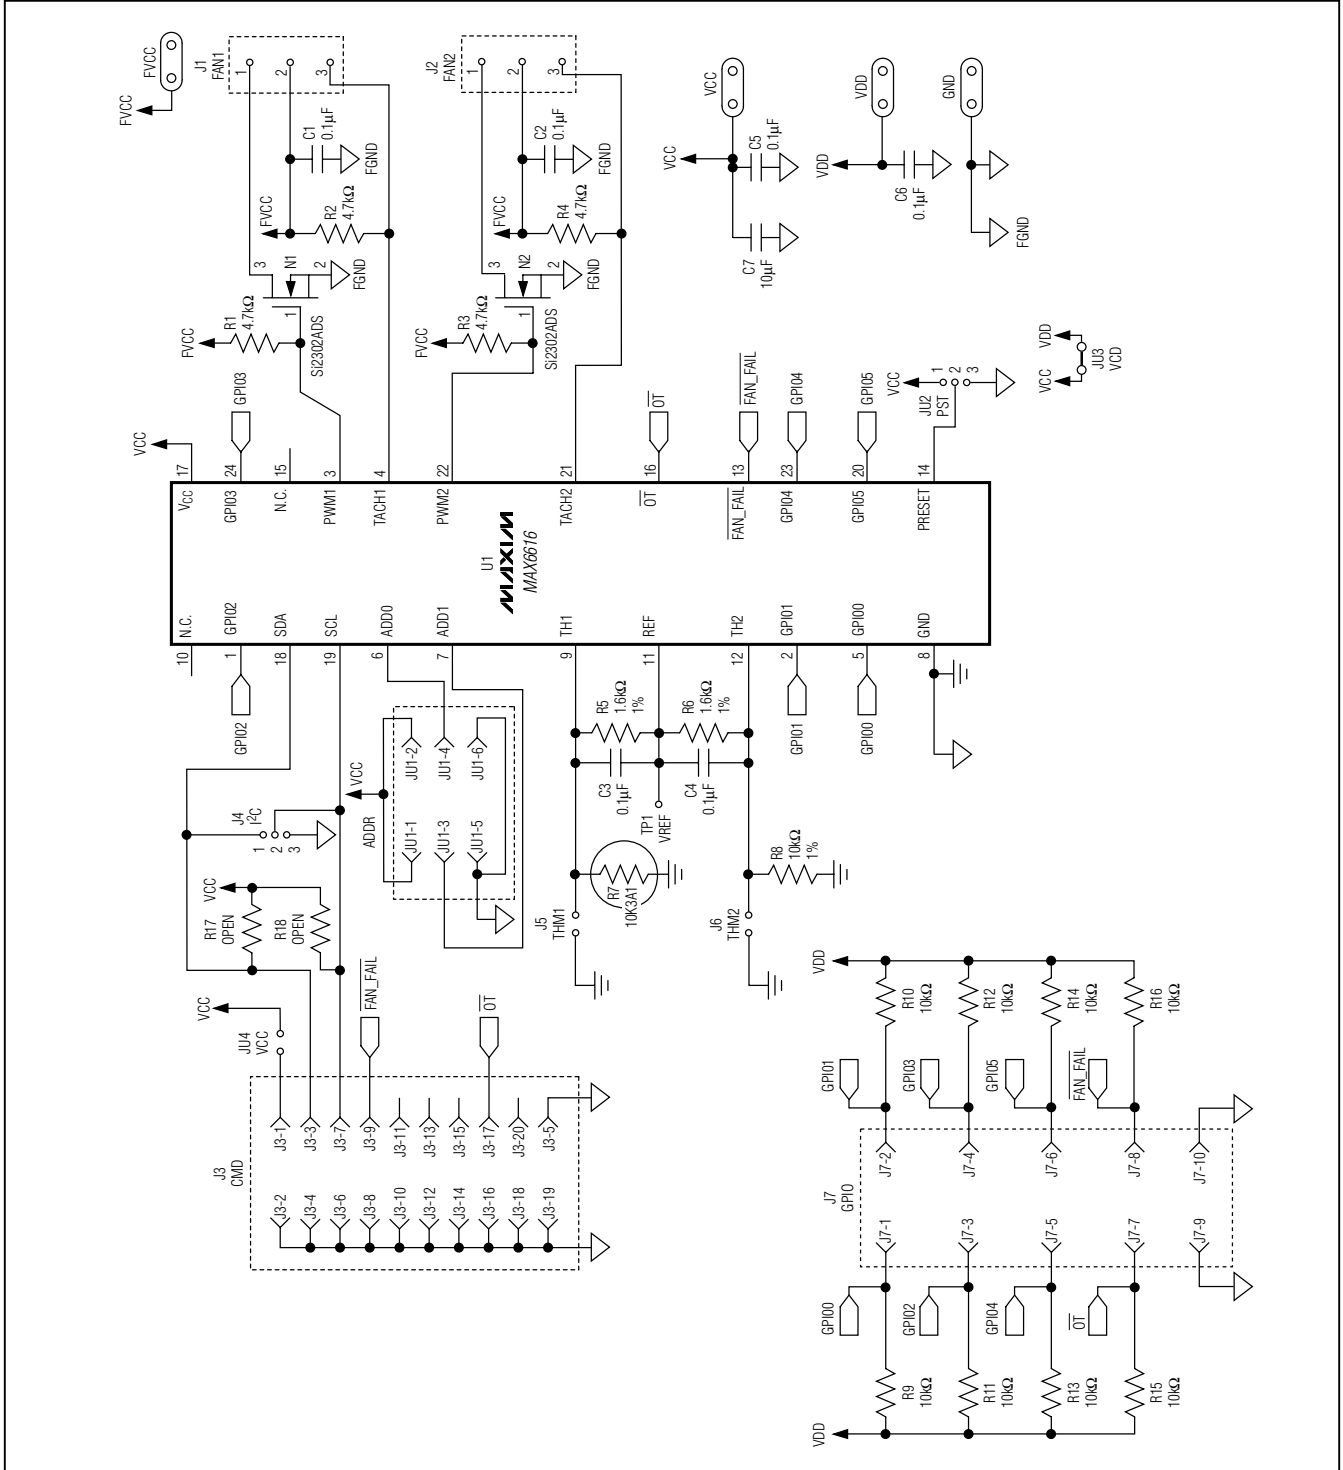 FVCC
FVCC
J1
FAN1
1
2
3
C1
0.1µF
FGND
FVCC
R2
4.7kΩ
3
N1
2
FGND
1
FVCC
R1
4.7kΩ
Si2302ADS
J2
FAN2
1
2
3
C2
0.1µF
FGND
FVCC
R4
4.7kΩ
3
N2
2
FGND
1
FVCC
R3
4.7kΩ
Si2302ADS
VCC
VCC
C5
0.1µF
C7
10µF
VDD
VDD
C6
0.1µF
GND
FGND
VCC
GPIO3
OT
FAN_FAIL
GPIO4
GPIO5
VCC
1
2
3
JU2
PST
VDD
VCC
JU3
VCD
17
24
15
3
4
22
21
16
13
23
20
14
VCC
GPIO3
N.C.
PWM1
TACH1
PWM2
TACH2
OT
FAN_FAIL
GPIO4
GPIO5
PRESET
U1
MAXIM
MAX6616
N.C.
GPIO2
SDA
SCL
ADD0
ADD1
TH1
REF
TH2
GPIO1
GPIO0
GND
10
1
18
19
6
7
9
11
12
2
5
8
GPIO2
GPIO1
GPIO0
J4
I²C
1
2
3
VCC
ADDR
JU1-2
JU1-4
JU1-6
JU1-1
JU1-3
JU1-5
R5
1.6kΩ
1%
R6
1.6kΩ
1%
C3
0.1µF
C4
0.1µF
TP1
VREF
R7
10K3A1
R8
10kΩ
1%
J5
THM1
J6
THM2
VCC
R17
OPEN
R18
OPEN
VCC
JU4
VCC
FAN_FAIL
OT
J3
CMD
J3-1
J3-3
J3-7
J3-9
J3-11
J3-13
J3-15
J3-17
J3-20
J3-5
J3-2
J3-4
J3-6
J3-8
J3-10
J3-12
J3-14
J3-16
J3-18
J3-19
VDD
R10
10kΩ
R12
10kΩ
R14
10kΩ
R16
10kΩ
GPIO1
GPIO3
GPIO5
FAN_FAIL
J7
GPIO
J7-2
J7-4
J7-6
J7-8
J7-10
J7-1
J7-3
J7-5
J7-7
J7-9
GPIO0
GPIO2
GPIO4
OT
VDD
R9
10kΩ
R11
10kΩ
R13
10kΩ
R15
10kΩ